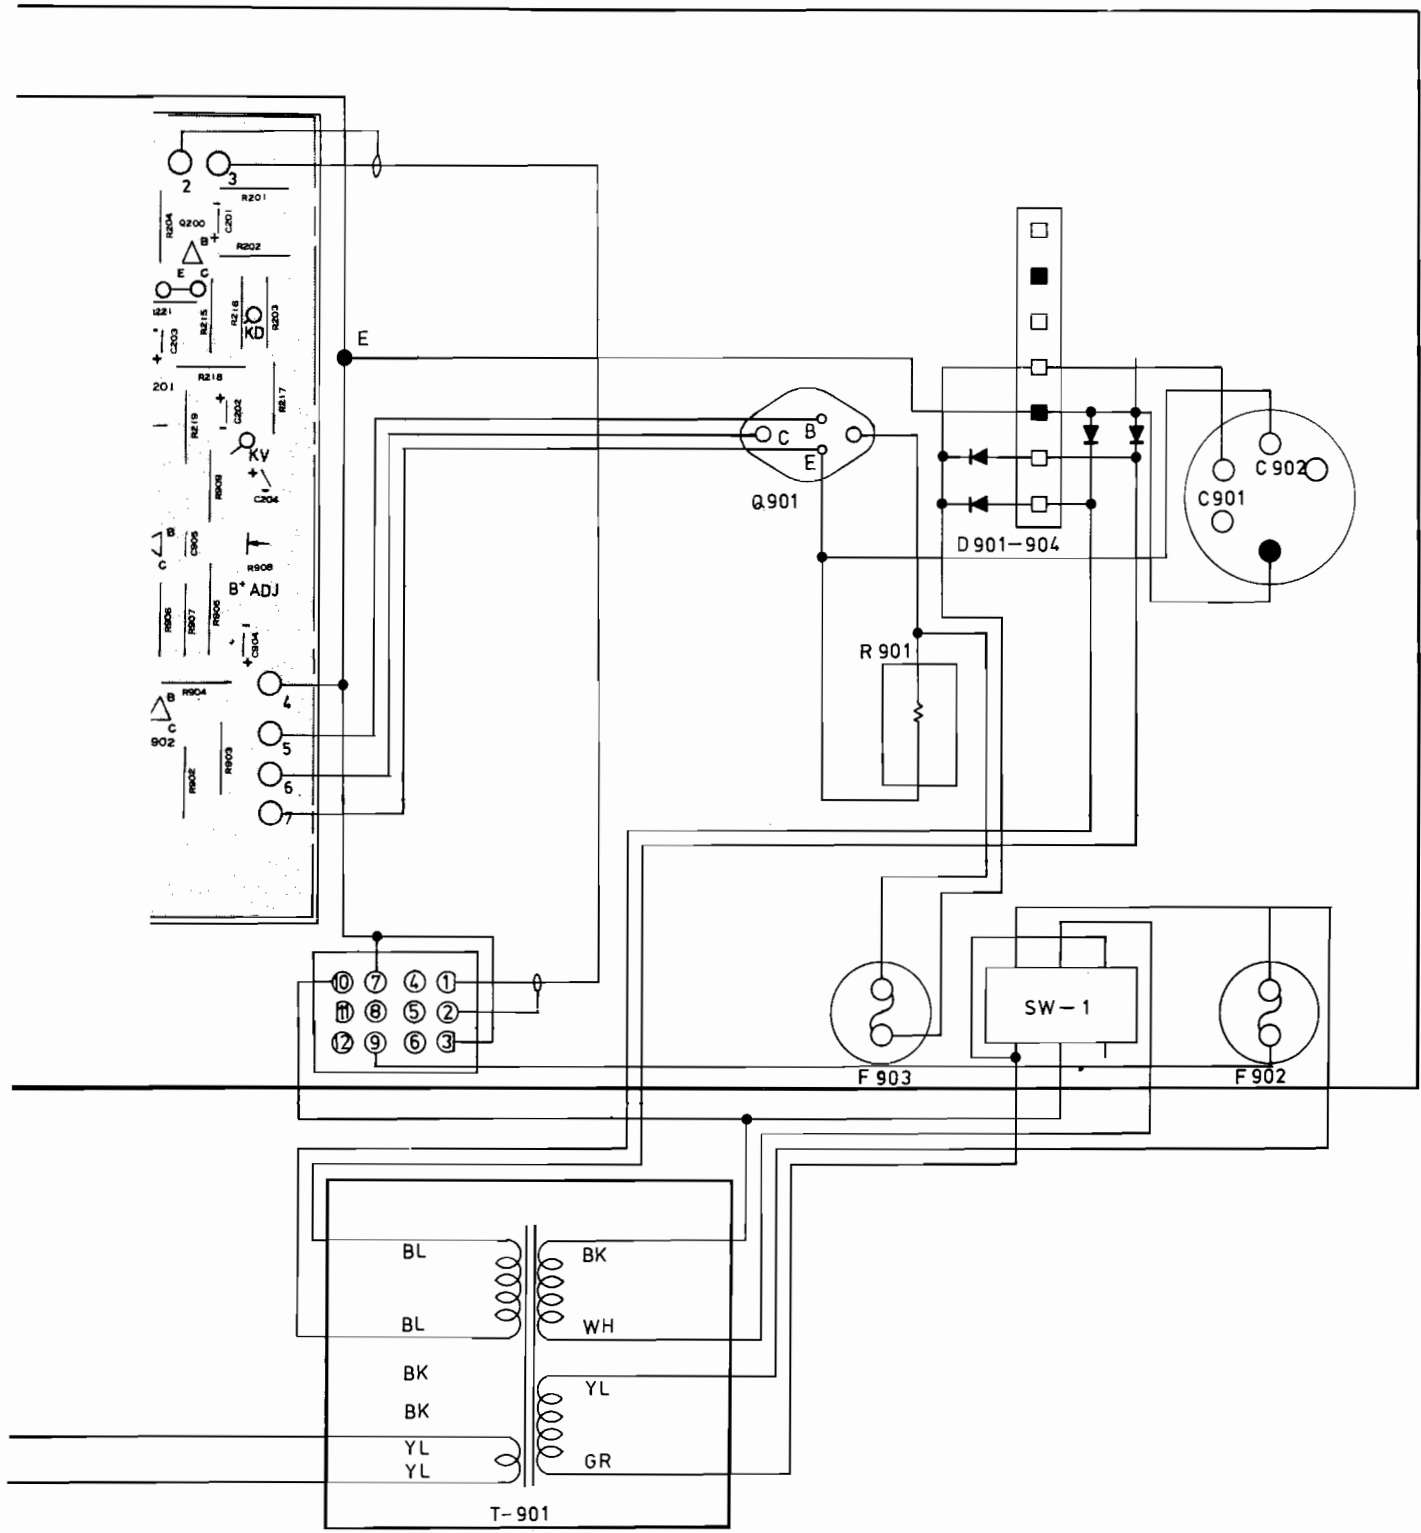 2
3
R201
R204
Q200
C201
B
+
R202
E
C
R215
R216
KD
R203
C203
+
R218
201
R219
+
C202
R217
KV
+
R909
C204
B
C905
C
R908
B+ ADJ
R906
R907
R905
C904
+
4
R904
B
C
902
5
R903
R902
6
7
E
C
B
E
Q901
D901-904
C902
C901
R901
10
7
4
1
11
8
5
2
12
9
6
3
SW-1
F903
F902
BL
BK
BL
WH
BK
YL
BK
YL
YL
GR
T-901